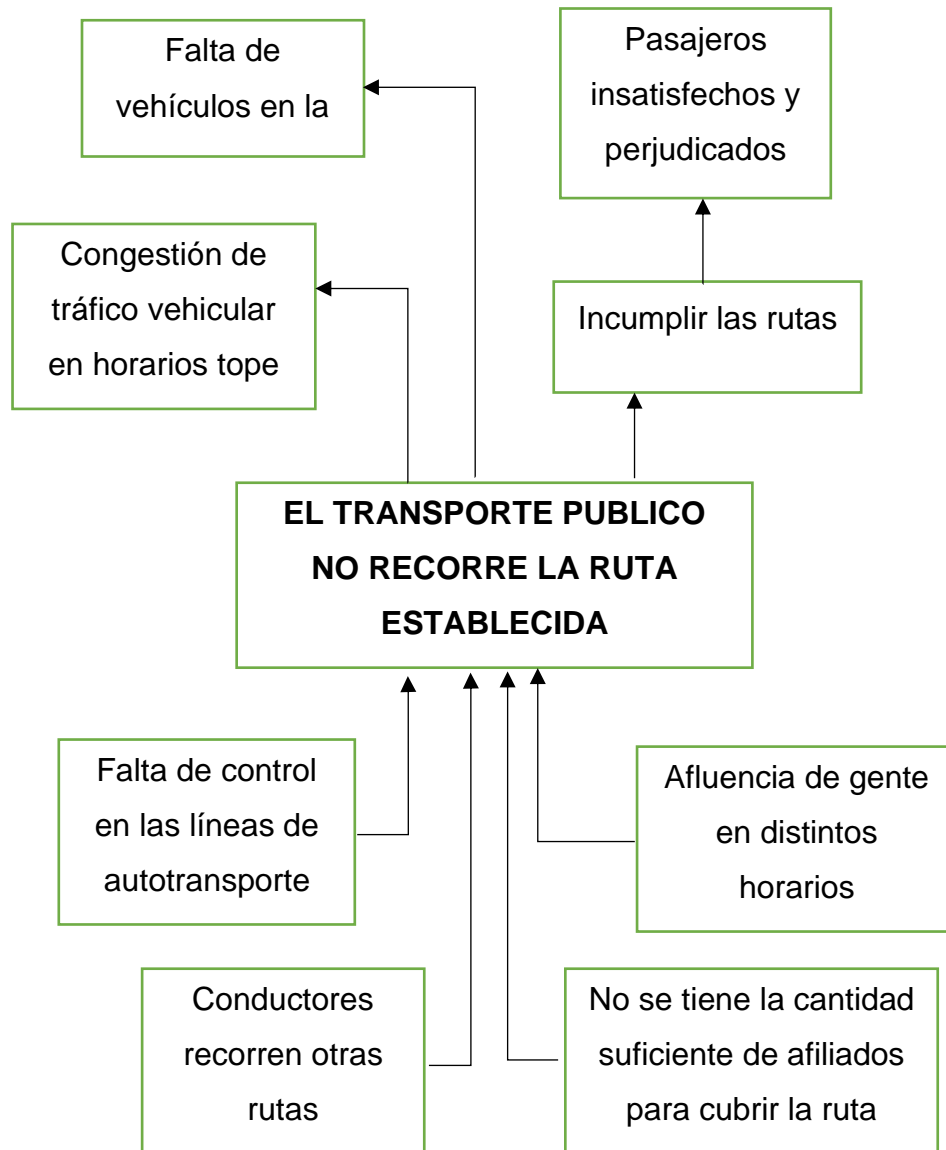 Falta de
vehículos en la
Pasajeros
insatisfechos y
perjudicados
Congestión de
tráfico vehicular
en horarios tope
Incumplir las rutas
EL TRANSPORTE PUBLICO
NO RECORRE LA RUTA
ESTABLECIDA
Falta de control
en las líneas de
autotransporte
Afluencia de gente
en distintos
horarios
Conductores
recorren otras
rutas
No se tiene la cantidad
suficiente de afiliados
para cubrir la ruta